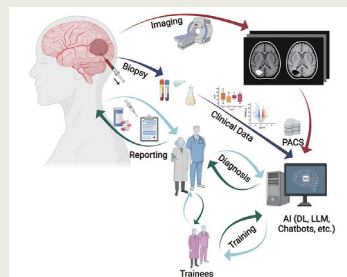 Imaging
Biopsy
Clinical Data
PACS
Reporting
Diagnosis
AI
AI (DL, LLM,
Chatbots, etc.)
Training
Trainees